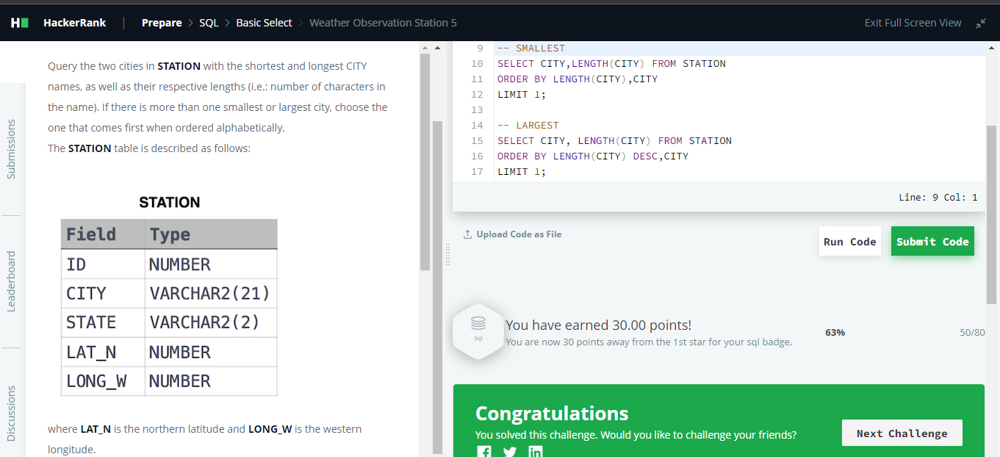 HackerRank | Prepare > SQL > Basic Select > Weather Observation Station 5
Exit Full Screen View
Submissions
Leaderboard
Discussions
Query the two cities in STATION with the shortest and longest CITY
names, as well as their respective lengths (i.e.: number of characters in
the name). If there is more than one smallest or largest city, choose the
one that comes first when ordered alphabetically.
The STATION table is described as follows:
STATION
Field Type
ID NUMBER
CITY VARCHAR2(21)
STATE VARCHAR2(2)
LAT_N NUMBER
LONG_W NUMBER
where LAT_N is the northern latitude and LONG_W is the western
longitude.
9 -- SMALLEST
10 SELECT CITY,LENGTH(CITY) FROM STATION
11 ORDER BY LENGTH(CITY),CITY
12 LIMIT 1;
13
14 -- LARGEST
15 SELECT CITY, LENGTH(CITY) FROM STATION
16 ORDER BY LENGTH(CITY) DESC,CITY
17 LIMIT 1;
Line: 9 Col: 1
Upload Code as File
Run Code
Submit Code
Sql
You have earned 30.00 points!
You are now 30 points away from the 1st star for your sql badge.
63%
50/80
Congratulations
You solved this challenge. Would you like to challenge your friends?
Next Challenge